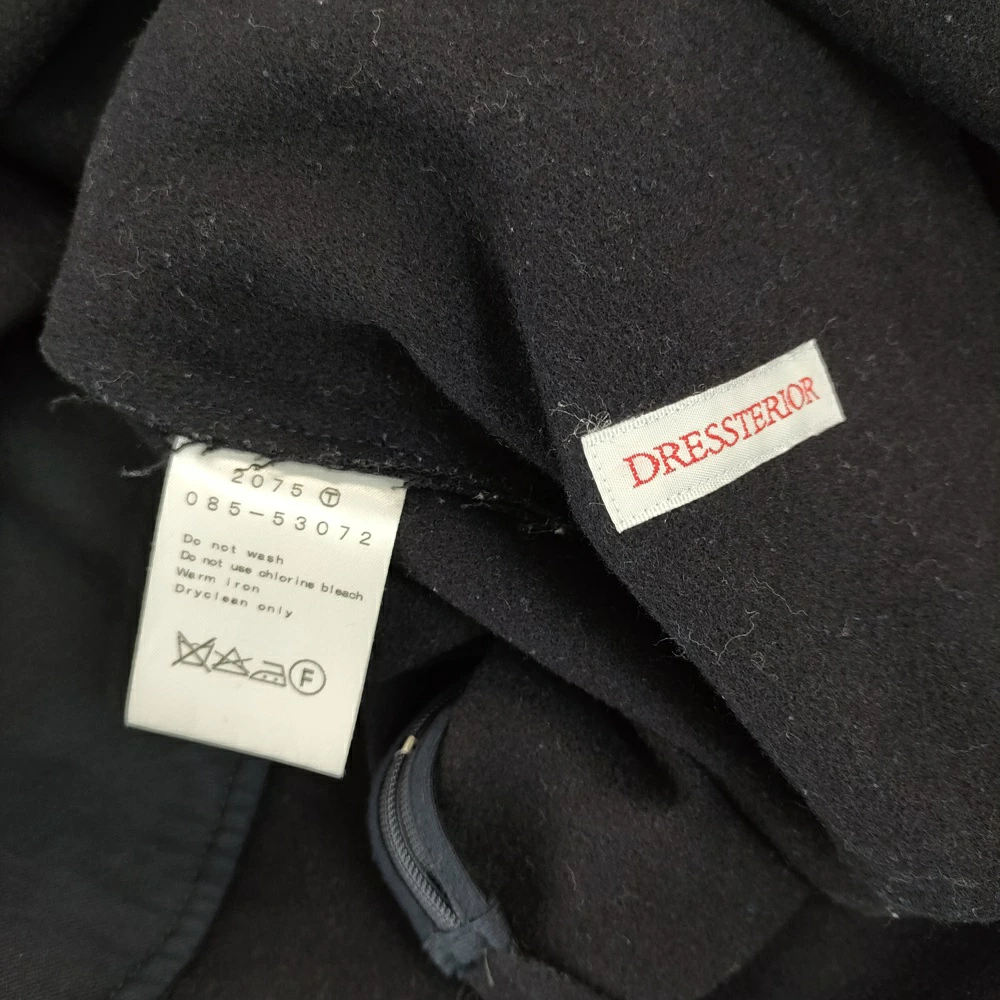 2075 Ⓣ
085-53072
Do not wash
Do not use chlorine bleach
Warm iron
Dryclean only
F
DRESSTERIOR